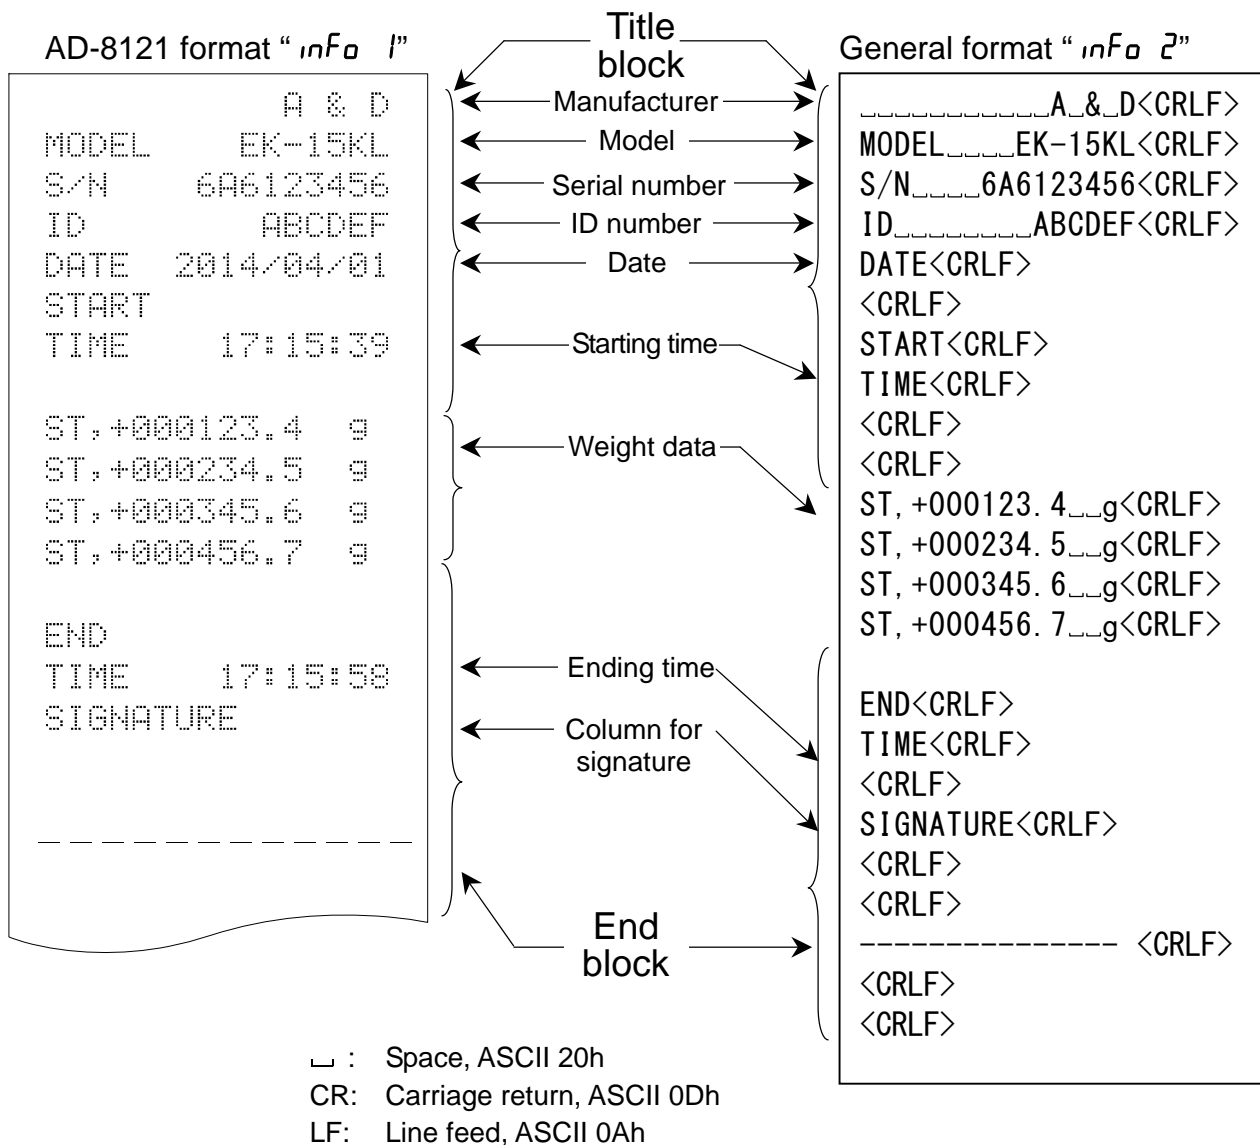 AD-8121 format “ info 1”
A & D
MODEL EK-15KL
S/N 6A6123456
ID ABCDEF
DATE 2014/04/01
START
TIME 17:15:39
ST,+000123.4 g
ST,+000234.5 g
ST,+000345.6 g
ST,+000456.7 g
END
TIME 17:15:58
SIGNATURE
_ _ _ _ _ _ _ _ _ _ _ _
Title
block
Manufacturer
Model
Serial number
ID number
Date
Starting time
Weight data
Ending time
Column for
signature
End
block
General format “ info 2”
␣␣␣␣␣␣␣␣␣␣␣A␣&␣D<CRLF>
MODEL␣␣␣␣EK-15KL<CRLF>
S/N␣␣␣␣6A6123456<CRLF>
ID␣␣␣␣␣␣␣␣ABCDEF<CRLF>
DATE<CRLF>
<CRLF>
START<CRLF>
TIME<CRLF>
<CRLF>
<CRLF>
ST,+000123.4␣␣g<CRLF>
ST,+000234.5␣␣g<CRLF>
ST,+000345.6␣␣g<CRLF>
ST,+000456.7␣␣g<CRLF>
END<CRLF>
TIME<CRLF>
<CRLF>
SIGNATURE<CRLF>
<CRLF>
<CRLF>
--------------- <CRLF>
<CRLF>
<CRLF>
␣ : Space, ASCII 20h
CR: Carriage return, ASCII 0Dh
LF: Line feed, ASCII 0Ah